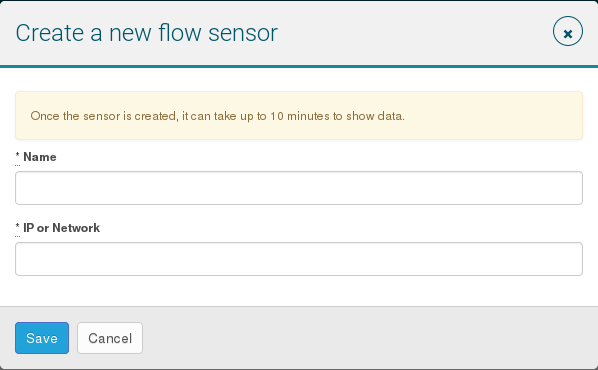 Create a new flow sensor
Once the sensor is created, it can take up to 10 minutes to show data.
* Name
* IP or Network
Save Cancel